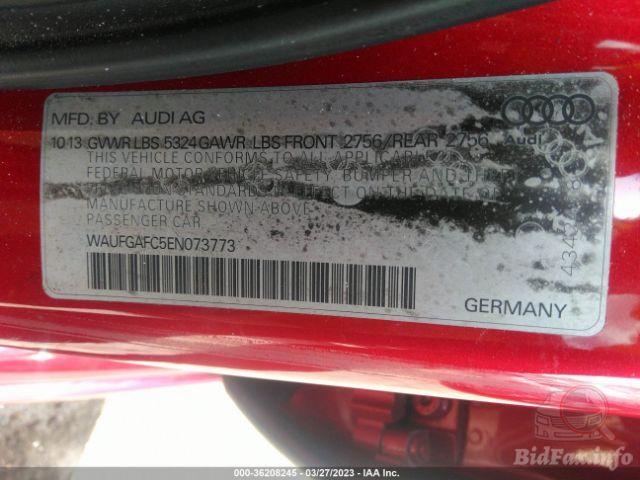 MFD. BY AUDI AG
10 13 GVWR LBS 5324 GAWR LBS FRONT 2756/REAR 2756
Audi
THIS VEHICLE CONFORMS TO ALL APPLICABLE
FEDERAL MOTOR VEHICLE SAFETY, BUMPER AND THEFT
STANDARDS IN EFFECT ON THE DATE OF
MANUFACTURE SHOWN ABOVE.
PASSENGER CAR
WAUFGAFC5EN073773
GERMANY
000-36208245 - 03/27/2023 - IAA Inc.
BidFax.info